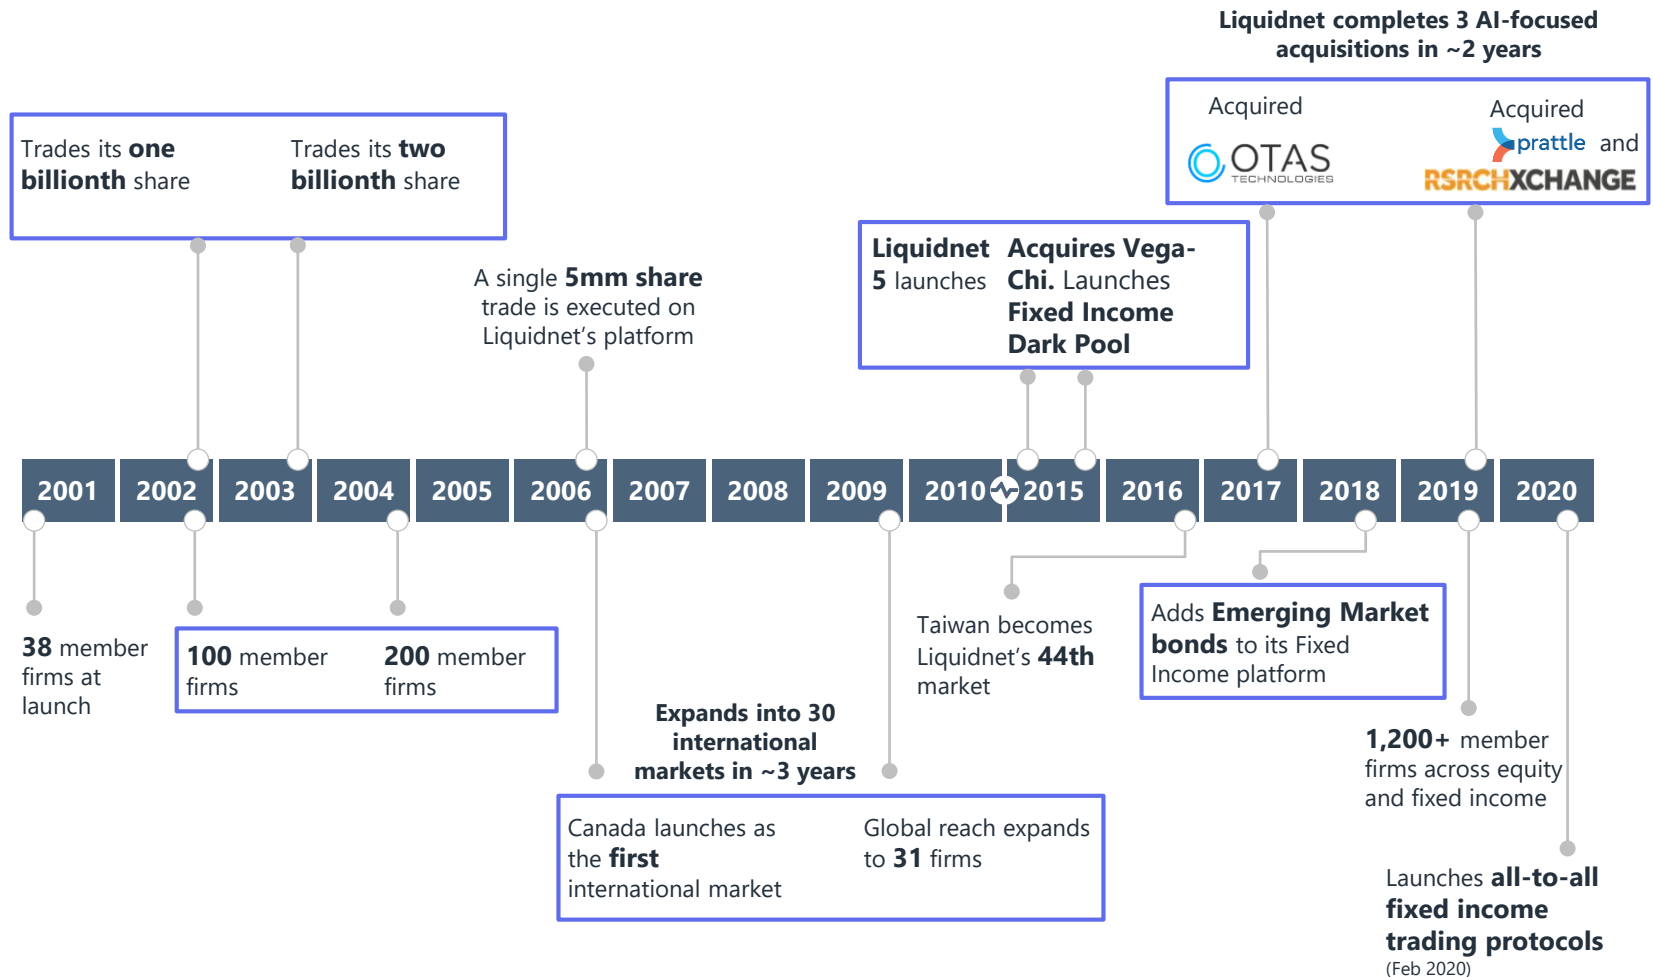 Liquidnet completes 3 AI-focused
acquisitions in ~2 years
Acquired
OTAS
TECHNOLOGIES
Acquired
prattle and
RSRCHXCHANGE
Trades its one
billionth share
Trades its two
billionth share
A single 5mm share
trade is executed on
Liquidnet's platform
Liquidnet
5 launches
Acquires Vega-
Chi. Launches
Fixed Income
Dark Pool
2001 2002 2003 2004 2005 2006 2007 2008 2009 2010 2015 2016 2017 2018 2019 2020
38 member
firms at
launch
100 member
firms
200 member
firms
Expands into 30
international
markets in ~3 years
Canada launches as
the first
international market
Global reach expands
to 31 firms
Taiwan becomes
Liquidnet's 44th
market
Adds Emerging Market
bonds to its Fixed
Income platform
1,200+ member
firms across equity
and fixed income
Launches all-to-all
fixed income
trading protocols
(Feb 2020)